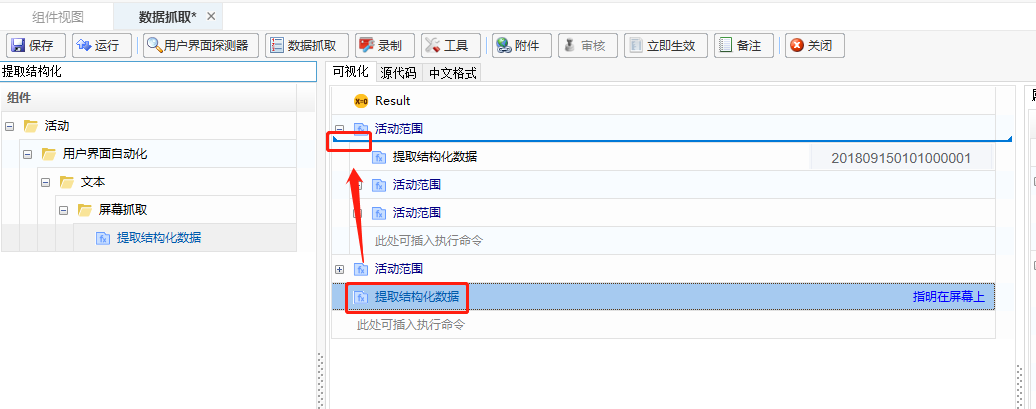 组件视图 数据抓取*
保存 运行 用户界面探测器 数据抓取 录制 工具 附件 审核 立即生效 备注 关闭
提取结构化
可视化 源代码 中文格式
组件
活动
用户界面自动化
文本
屏幕抓取
提取结构化数据
X=0 Result
活动范围
提取结构化数据 201809150101000001
活动范围
活动范围
此处可插入执行命令
活动范围
提取结构化数据 指明在屏幕上
此处可插入执行命令